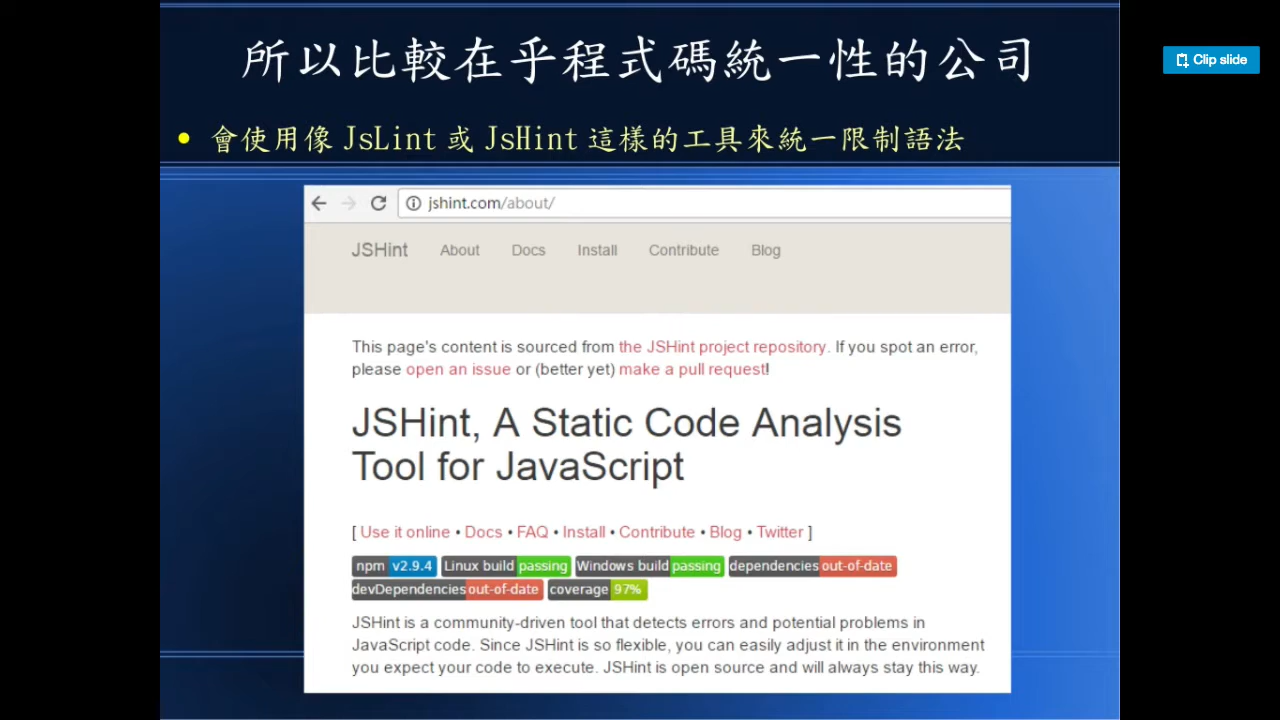 所以比較在乎程式碼統一性的公司
Clip slide
• 會使用像 JsLint 或 JsHint 這樣的工具來統一限制語法
jshint.com/about/
JSHint About Docs Install Contribute Blog
This page's content is sourced from the JSHint project repository. If you spot an error,
please open an issue or (better yet) make a pull request!
JSHint, A Static Code Analysis
Tool for JavaScript
[ Use it online • Docs • FAQ • Install • Contribute • Blog • Twitter ]
npm v2.9.4 Linux build passing Windows build passing dependencies out-of-date
devDependencies out-of-date coverage 97%
JSHint is a community-driven tool that detects errors and potential problems in
JavaScript code. Since JSHint is so flexible, you can easily adjust it in the environment
you expect your code to execute. JSHint is open source and will always stay this way.